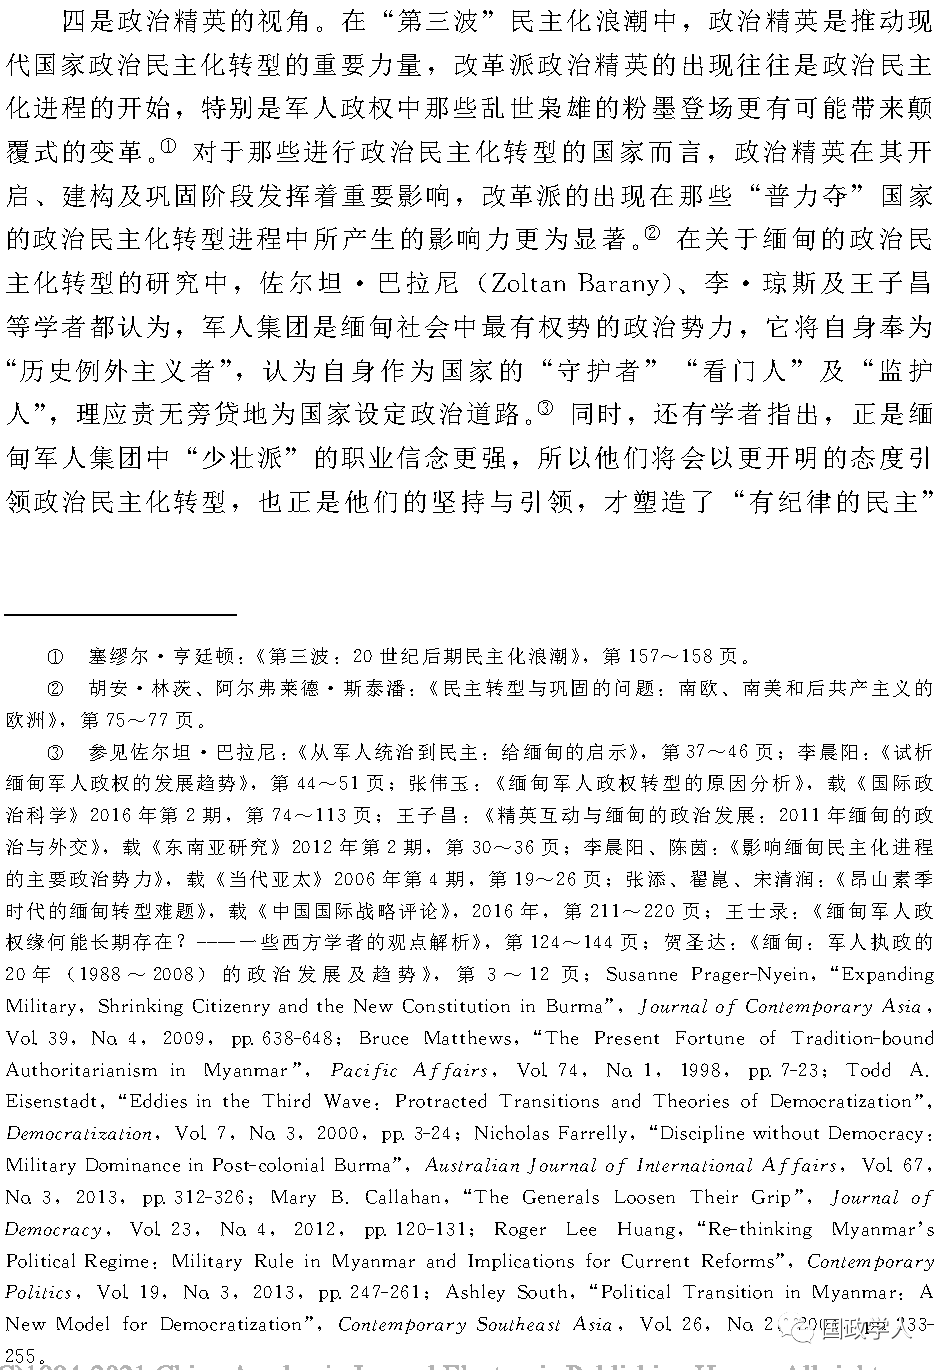 四是政治精英的视角。在“第三波”民主化浪潮中，政治精英是推动现
代国家政治民主化转型的重要力量，改革派政治精英的出现往往是政治民主
化进程的开始，特别是军人政权中那些乱世枭雄的粉墨登场更有可能带来颠
覆式的变革。① 对于那些进行政治民主化转型的国家而言，政治精英在其开
启、建构及巩固阶段发挥着重要影响，改革派的出现在那些“普力夺”国家
的政治民主化转型进程中所产生的影响力更为显著。② 在关于缅甸的政治民
主化转型的研究中，佐尔坦·巴拉尼（Zoltan Barany）、李·琼斯及王子昌
等学者都认为，军人集团是缅甸社会中最有权势的政治势力，它将自身奉为
“历史例外主义者”，认为自身作为国家的“守护者”“看门人”及“监护
人”，理应责无旁贷地为国家设定政治道路。③ 同时，还有学者指出，正是缅
甸军人集团中“少壮派”的职业信念更强，所以他们将会以更开明的态度引
领政治民主化转型，也正是他们的坚持与引领，才塑造了“有纪律的民主”
① 塞缪尔·亨廷顿：《第三波：20世纪后期民主化浪潮》，第157～158页。
② 胡安·林茨、阿尔弗莱德·斯泰潘：《民主转型与巩固的问题：南欧、南美和后共产主义的
欧洲》，第75～77页。
③ 参见佐尔坦·巴拉尼：《从军人统治到民主：给缅甸的启示》，第37～46页；李晨阳：《试析
缅甸军人政权的发展趋势》，第44～51页；张伟玉：《缅甸军人政权转型的原因分析》，载《国际政
治科学》2016年第2期，第74～113页；王子昌：《精英互动与缅甸的政治发展：2011年缅甸的政
治与外交》，载《东南亚研究》2012年第2期，第30～36页；李晨阳、陈茵：《影响缅甸民主化进程
的主要政治势力》，载《当代亚太》2006年第4期，第19～26页；张添、翟崑、宋清润：《昂山素季
时代的缅甸转型难题》，载《中国国际战略评论》，2016年，第211～220页；王士录：《缅甸军人政
权缘何能长期存在？----一些西方学者的观点解析》，第124～144页；贺圣达：《缅甸：军人执政的
20年（1988～2008）的政治发展及趋势》，第3～12页；Susanne Prager-Nyein，“Expanding
Military，Shrinking Citizenry and the New Constitution in Burma”，Journal of Contemporary Asia，
Vol. 39，No. 4，2009，pp. 638-648；Bruce Matthews，“The Present Fortune of Tradition-bound
Authoritarianism in Myanmar”，Pacific Affairs，Vol. 74，No. 1，1998，pp. 7-23；Todd A.
Eisenstadt，“Eddies in the Third Wave：Protracted Transitions and Theories of Democratization”，
Democratization，Vol. 7，No. 3，2000，pp. 3-24；Nicholas Farrelly，“Discipline without Democracy：
Military Dominance in Post-colonial Burma”，Australian Journal of International Affairs，Vol. 67，
No. 3，2013，pp. 312-326；Mary B. Callahan，“The Generals Loosen Their Grip”，Journal of
Democracy，Vol. 23，No. 4，2012，pp. 120-131；Roger Lee Huang，“Re-thinking Myanmar’s
Political Regime：Military Rule in Myanmar and Implications for Current Reforms”，Contemporary
Politics，Vol. 19，No. 3，2013，pp. 247-261；Ashley South，“Political Transition in Myanmar：A
New Model for Democratization”，Contemporary Southeast Asia，Vol. 26，No. 2 233-
国政学人
255。